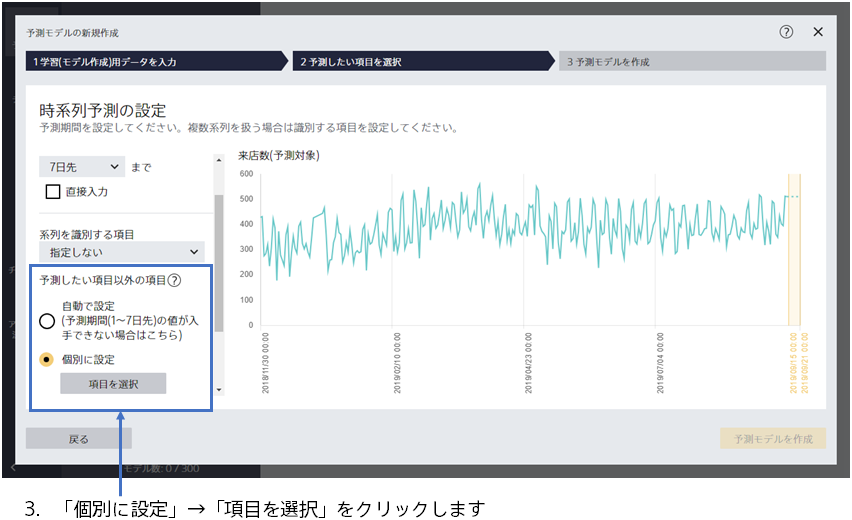 予測モデルの新規作成
?
1 学習(モデル作成)用データを入力
2 予測したい項目を選択
3 予測モデルを作成
時系列予測の設定
予測期間を設定してください。複数系列を扱う場合は識別する項目を設定してください。
7日先 まで
直接入力
系列を識別する項目
指定しない
予測したい項目以外の項目 ?
自動で設定
(予測期間(1～7日先)の値が入
手できない場合はこちら)
個別に設定
項目を選択
来店数(予測対象)
600
500
400
300
200
100
0
2018/11/30 00:00
2019/02/10 00:00
2019/04/23 00:00
2019/07/04 00:00
2019/09/15 00:00
2019/09/21 00:00
戻る
予測モデルを作成
モデル数: 0 / 300
3. 「個別に設定」→「項目を選択」をクリックします